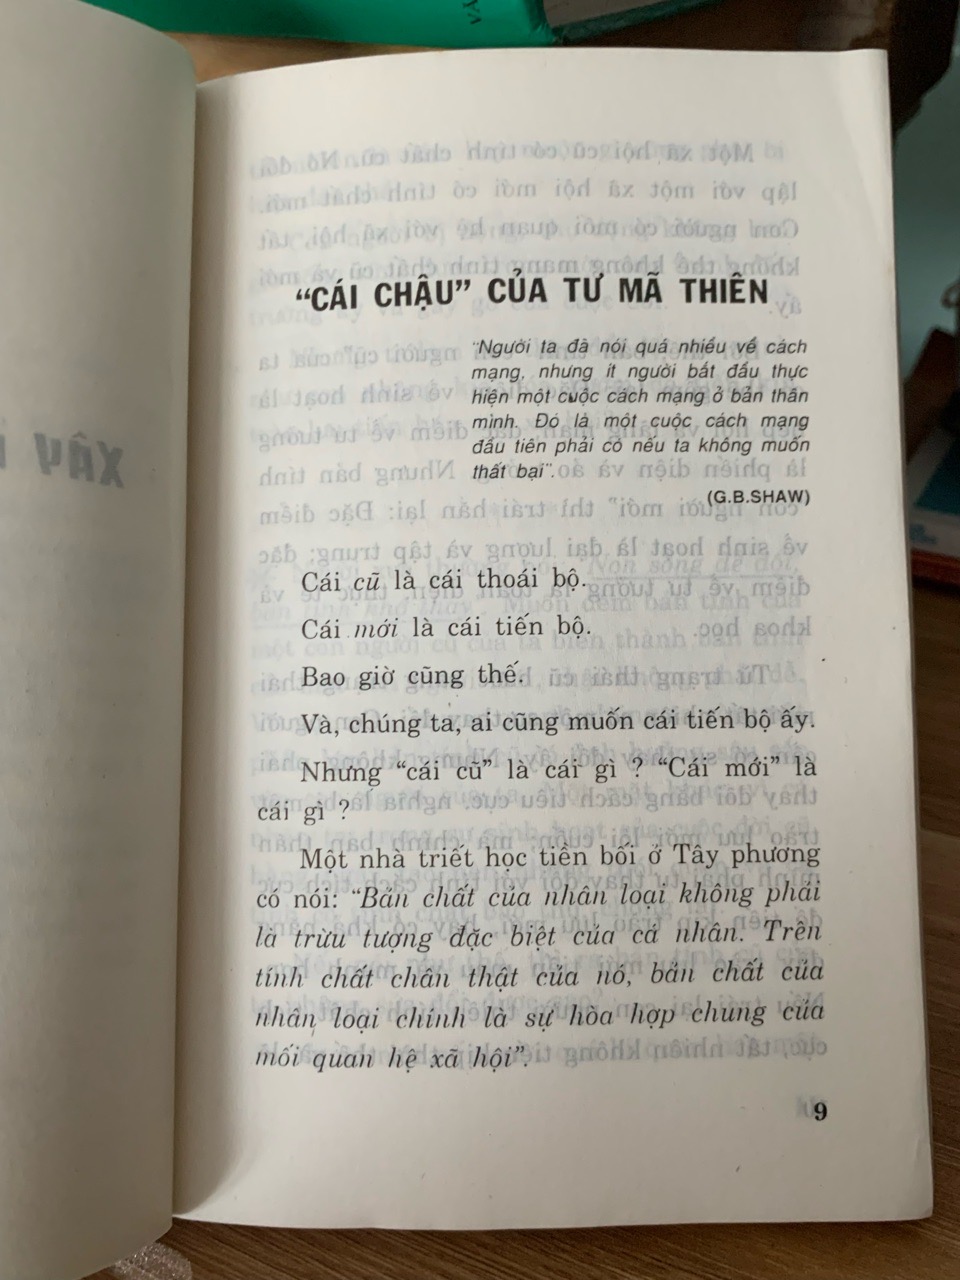 “CÁI CHẬU” CỦA TƯ MÃ THIÊN
“Người ta đà nói quá nhiều về cách
mạng, nhưng ít người bắt đầu thực
hiện một cuộc cách mạng ở bản thân
mình. Đó là một cuộc cách mạng
đầu tiên phải có nếu ta không muốn
thất bại”.
(G.B.SHAW)
Cái cũ là cái thoái bộ.
Cái mới là cái tiến bộ.
Bao giờ cũng thế.
Và, chúng ta, ai cũng muốn cái tiến bộ ấy.
Nhưng “cái cũ” là cái gì ? “Cái mới” là
cái gì ?
Một nhà triết học tiền bối ở Tây phương
có nói: “Bản chất của nhân loại không phải
là trừu tượng đặc biệt của cá nhân. Trên
tính chất chân thật của nó, bản chất của
nhân loại chính là sự hòa hợp chung của
mối quan hệ xã hội”.
9